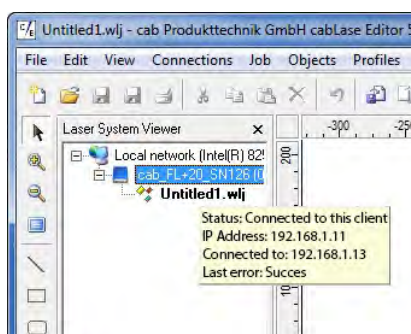 Untitled1.wlj - cab Produkttechnik GmbH cabLase Editor
File Edit View Connections Job Objects Profiles
Laser System Viewer x
-300
200
Local network (Intel(R)
cab_FL+20_SN126
Untitled1.wlj
Status: Connected to this client
IP Address: 192.168.1.11
Connected to: 192.168.1.13
Last error: Succes